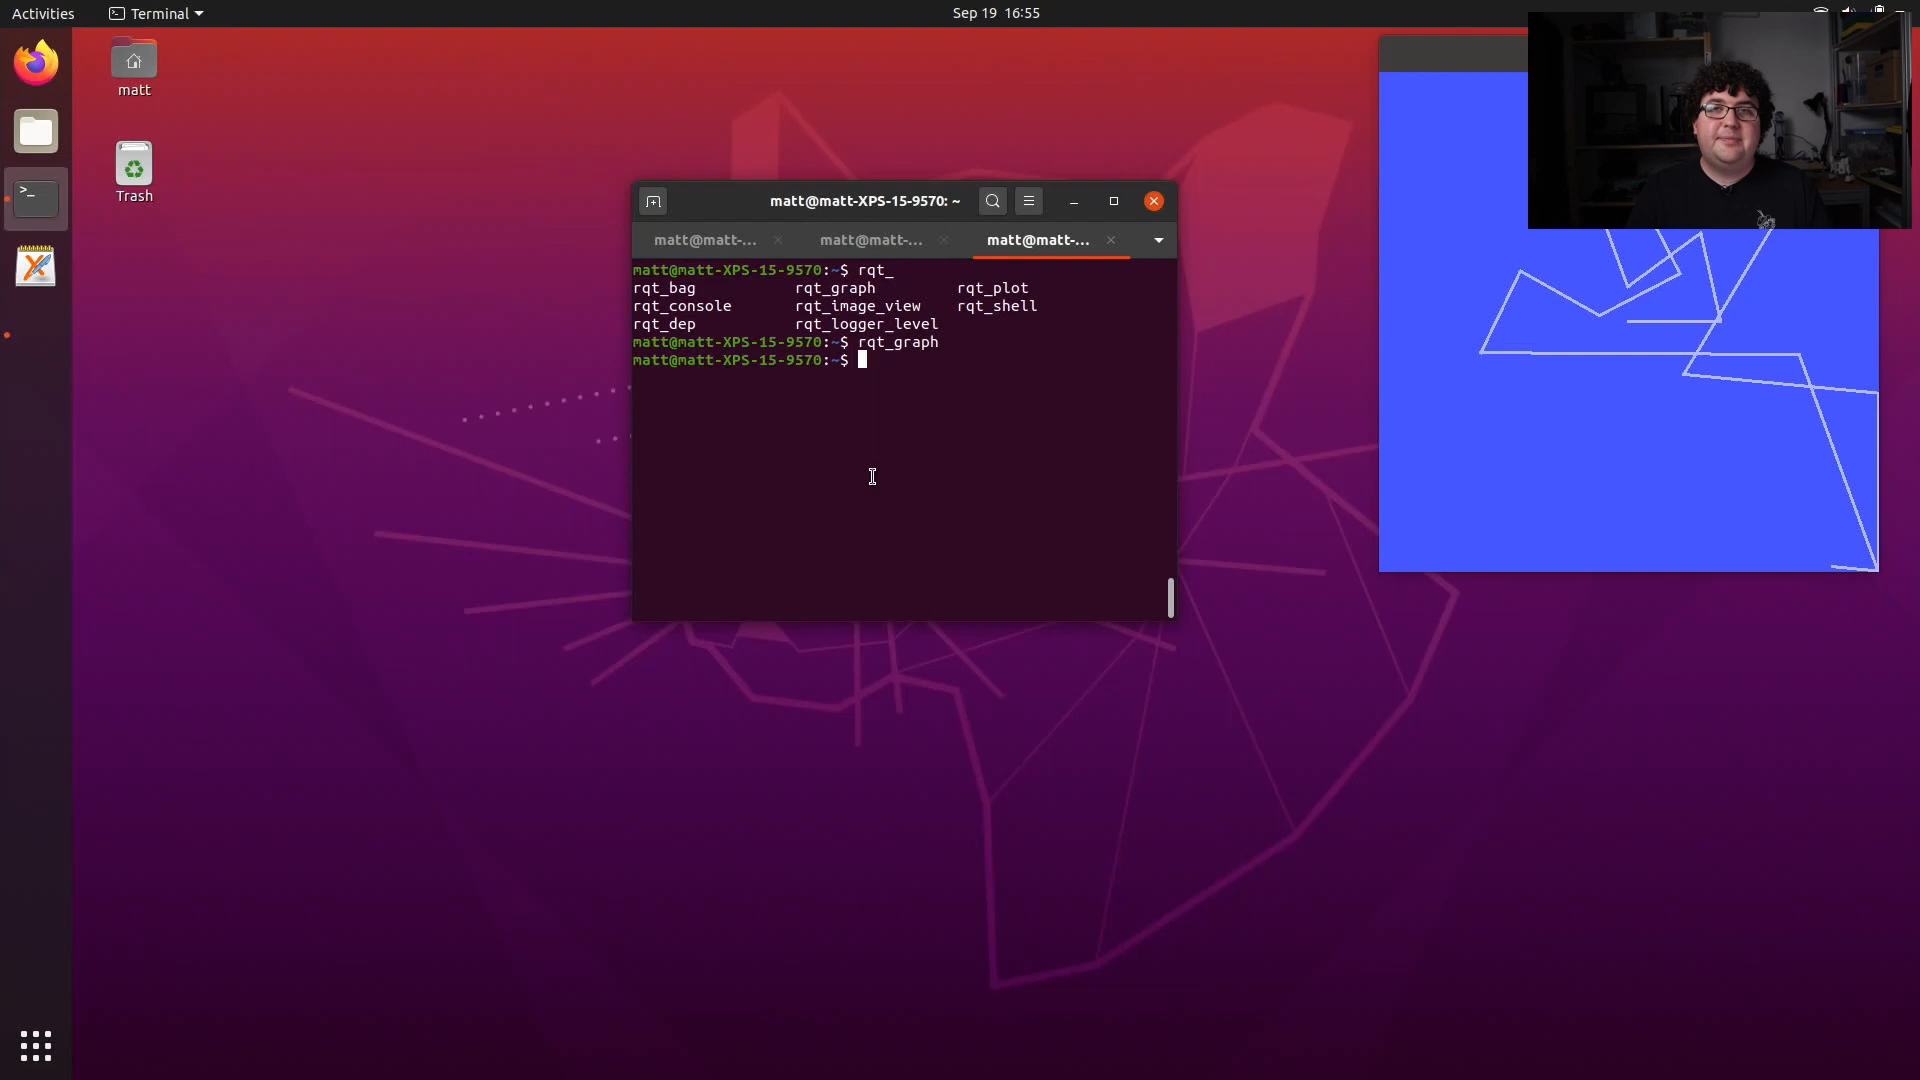 Activities
Terminal
Sep 19 16:55
matt
Trash
matt@matt-XPS-15-9570: ~
matt@matt-...
matt@matt-...
matt@matt-...
matt@matt-XPS-15-9570:~$ rqt_
rqt_bag rqt_graph rqt_plot
rqt_console rqt_image_view rqt_shell
rqt_dep rqt_logger_level
matt@matt-XPS-15-9570:~$ rqt_graph
matt@matt-XPS-15-9570:~$